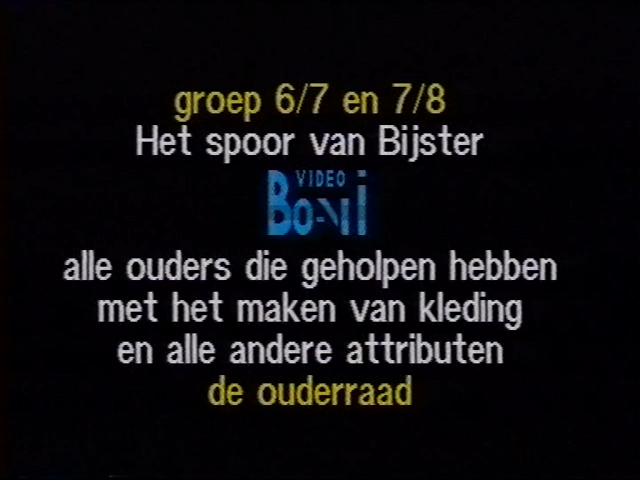 groep 6/7 en 7/8
Het spoor van Bijster
VIDEO
alle ouders die geholpen hebben
met het maken van kleding
en alle andere attributen
de ouderraad